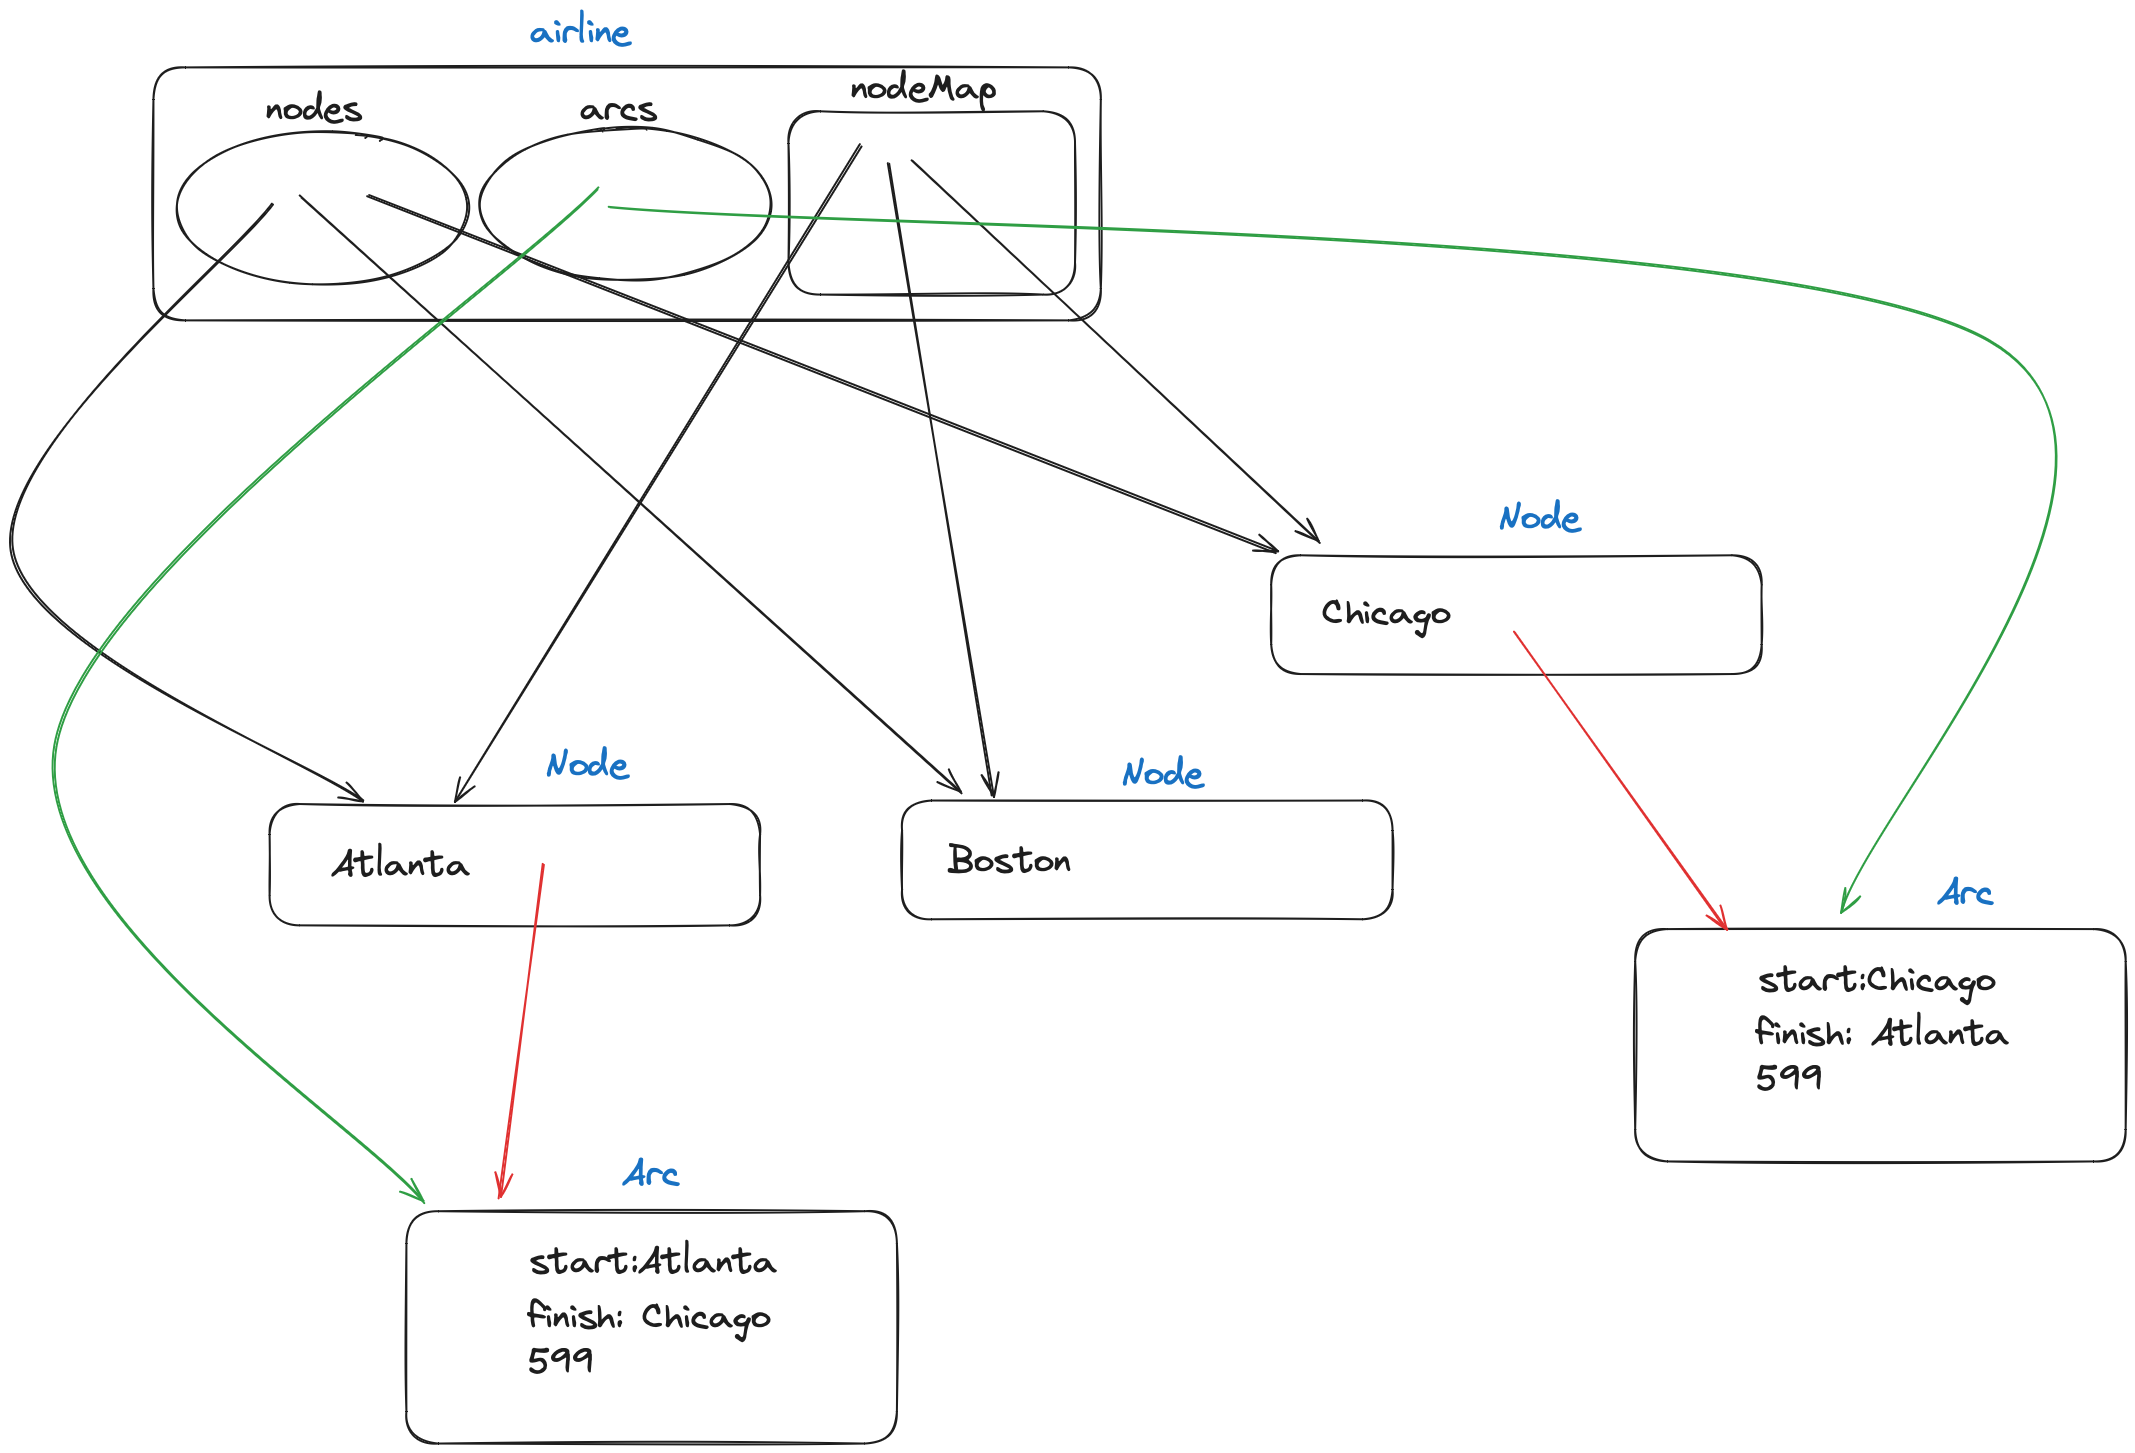 airline
nodes
arcs
nodeMap
Node
Chicago
Node
Atlanta
Node
Boston
Arc
start:Chicago
finish: Atlanta
599
Arc
start:Atlanta
finish: Chicago
599